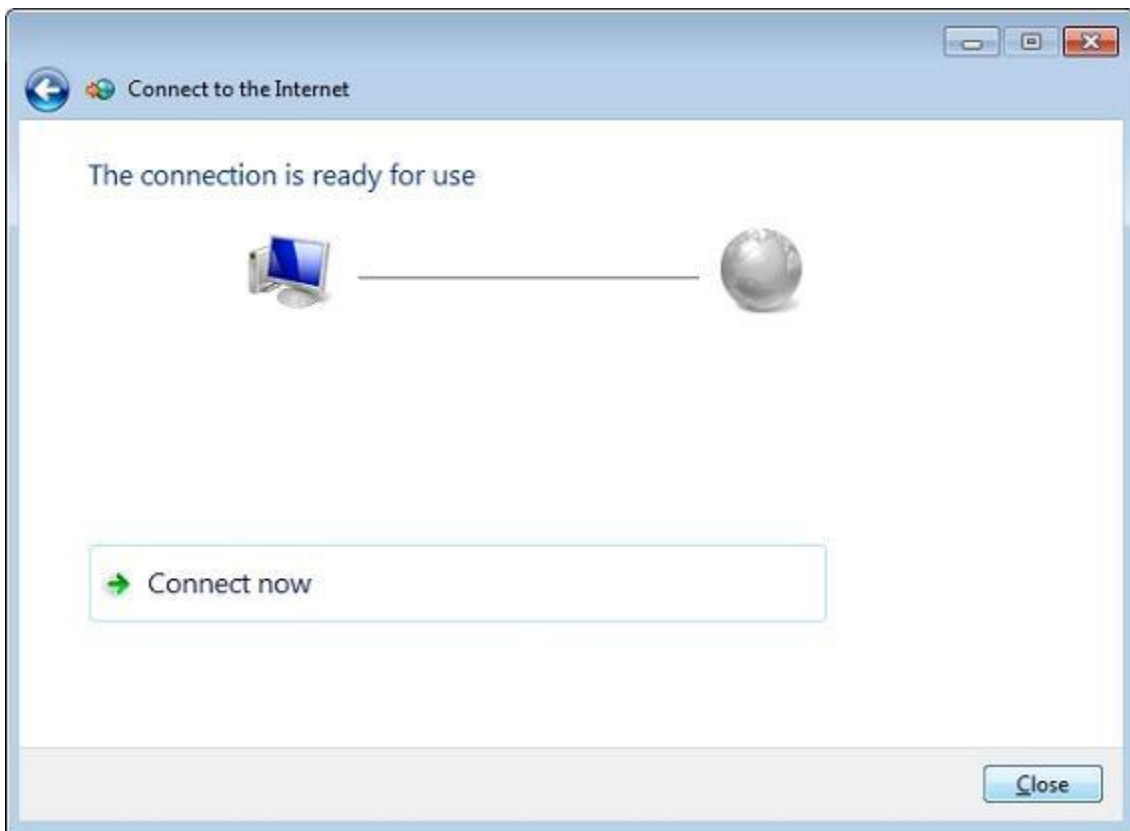 Connect to the Internet
The connection is ready for use
Connect now
Close